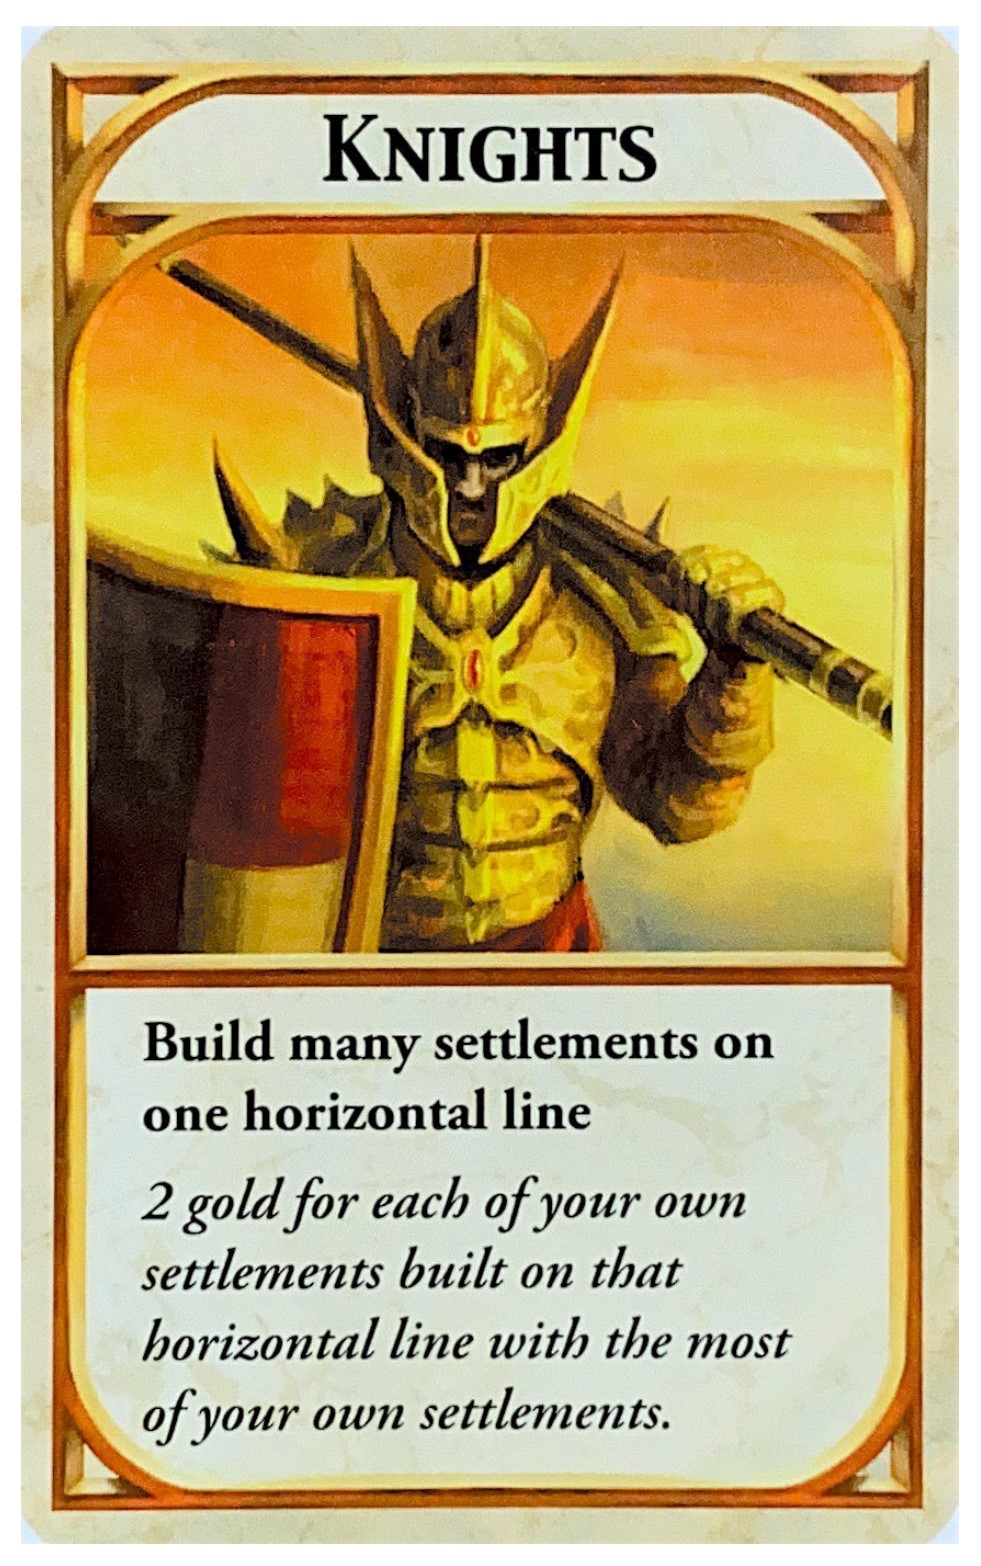 KNIGHTS
Build many settlements on
one horizontal line
2 gold for each of your own
settlements built on that
horizontal line with the most
of your own settlements.